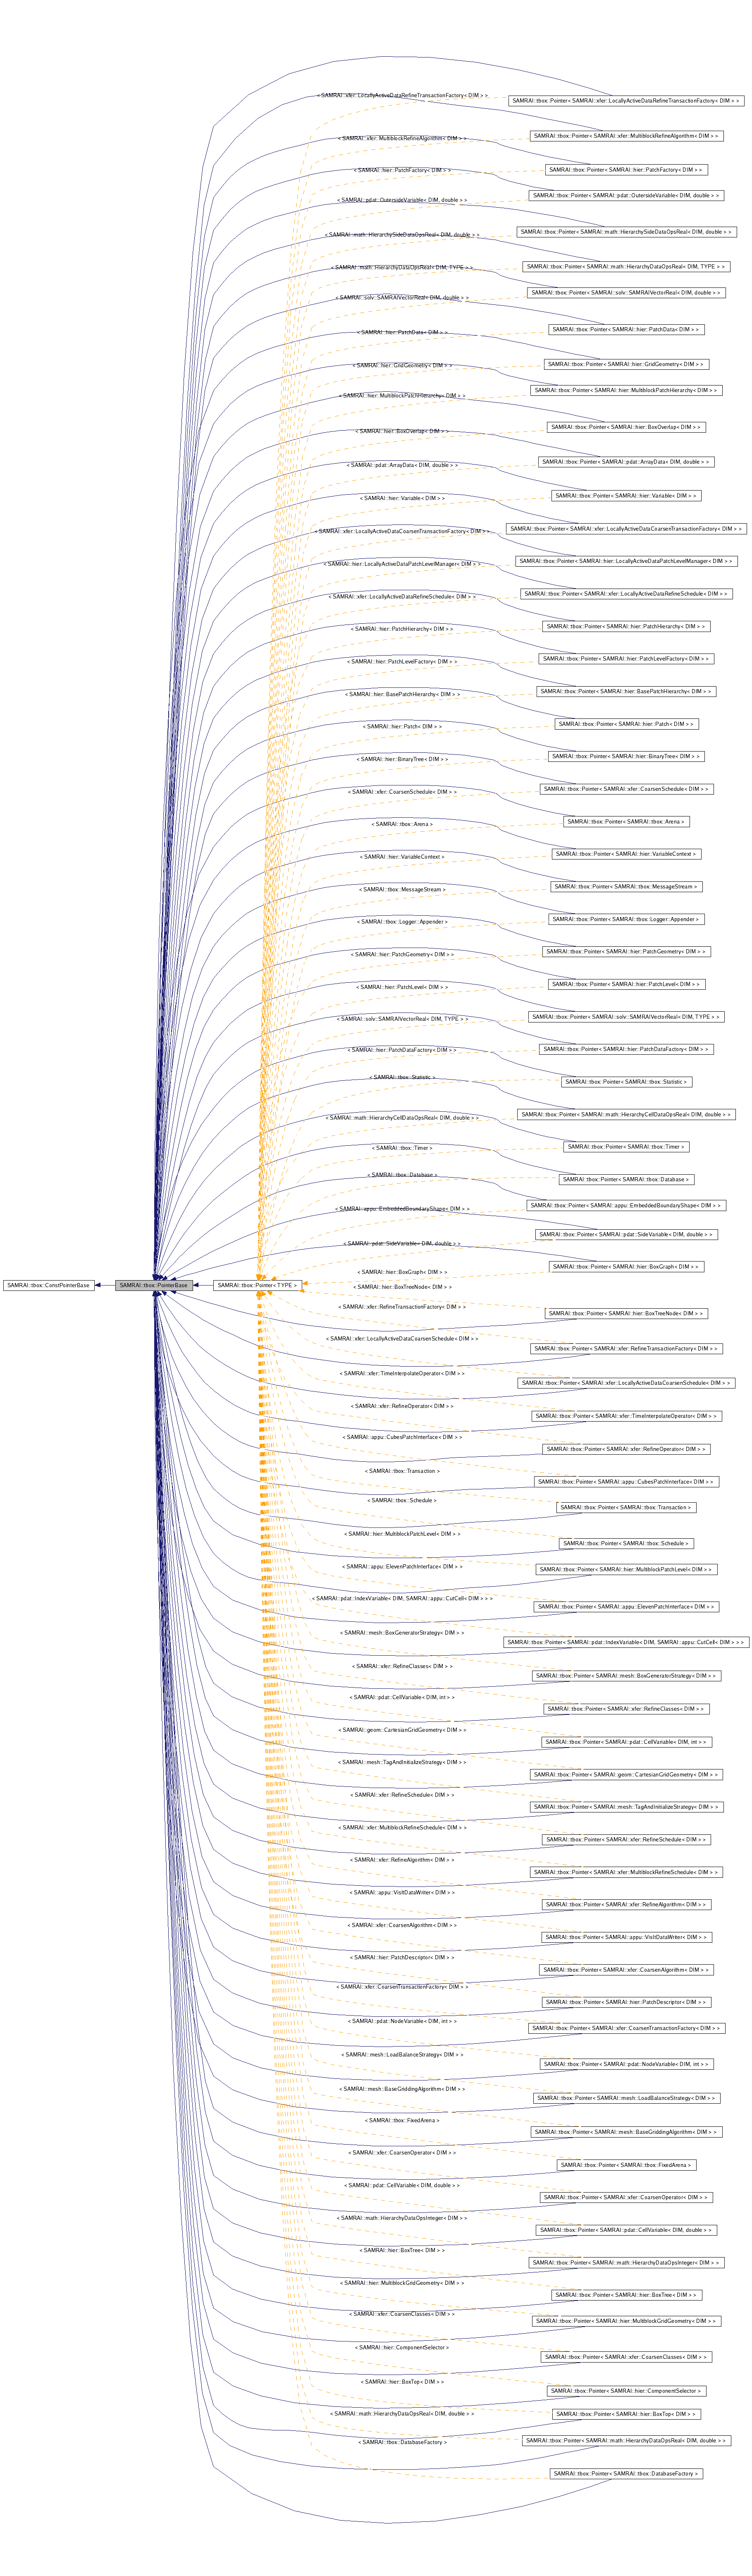 < SAMRAI::xfer::LocallyActiveDataRefineTransactionFactory< DIM > >
SAMRAI::tbox::Pointer< SAMRAI::xfer::LocallyActiveDataRefineTransactionFactory< DIM > >
SAMRAI::tbox::Pointer< SAMRAI::xfer::MultiblockRefineAlgorithm< DIM > >
< SAMRAI::xfer::MultiblockRefineAlgorithm< DIM > >
SAMRAI::tbox::Pointer< SAMRAI::hier::PatchFactory< DIM > >
< SAMRAI::hier::PatchFactory< DIM > >
SAMRAI::tbox::Pointer< SAMRAI::pdat::OutersideVariable< DIM, double > >
< SAMRAI::pdat::OutersideVariable< DIM, double > >
SAMRAI::tbox::Pointer< SAMRAI::math::HierarchySideDataOpsReal< DIM, double > >
< SAMRAI::math::HierarchySideDataOpsReal< DIM, double > >
SAMRAI::tbox::Pointer< SAMRAI::math::HierarchyDataOpsReal< DIM, TYPE > >
< SAMRAI::math::HierarchyDataOpsReal< DIM, TYPE > >
SAMRAI::tbox::Pointer< SAMRAI::solv::SAMRAIVectorReal< DIM, double > >
< SAMRAI::solv::SAMRAIVectorReal< DIM, double > >
SAMRAI::tbox::Pointer< SAMRAI::hier::PatchData< DIM > >
< SAMRAI::hier::PatchData< DIM > >
SAMRAI::tbox::Pointer< SAMRAI::hier::GridGeometry< DIM > >
< SAMRAI::hier::GridGeometry< DIM > >
SAMRAI::tbox::Pointer< SAMRAI::hier::MultiblockPatchHierarchy< DIM > >
< SAMRAI::hier::MultiblockPatchHierarchy< DIM > >
SAMRAI::tbox::Pointer< SAMRAI::hier::BoxOverlap< DIM > >
< SAMRAI::hier::BoxOverlap< DIM > >
SAMRAI::tbox::Pointer< SAMRAI::pdat::ArrayData< DIM, double > >
< SAMRAI::pdat::ArrayData< DIM, double > >
SAMRAI::tbox::Pointer< SAMRAI::hier::Variable< DIM > >
< SAMRAI::hier::Variable< DIM > >
SAMRAI::tbox::Pointer< SAMRAI::xfer::LocallyActiveDataCoarsenTransactionFactory< DIM > >
< SAMRAI::xfer::LocallyActiveDataCoarsenTransactionFactory< DIM > >
SAMRAI::tbox::Pointer< SAMRAI::hier::LocallyActiveDataPatchLevelManager< DIM > >
< SAMRAI::hier::LocallyActiveDataPatchLevelManager< DIM > >
SAMRAI::tbox::Pointer< SAMRAI::xfer::LocallyActiveDataRefineSchedule< DIM > >
< SAMRAI::xfer::LocallyActiveDataRefineSchedule< DIM > >
SAMRAI::tbox::Pointer< SAMRAI::hier::PatchHierarchy< DIM > >
< SAMRAI::hier::PatchHierarchy< DIM > >
SAMRAI::tbox::Pointer< SAMRAI::hier::PatchLevelFactory< DIM > >
< SAMRAI::hier::PatchLevelFactory< DIM > >
SAMRAI::tbox::Pointer< SAMRAI::hier::BasePatchHierarchy< DIM > >
< SAMRAI::hier::BasePatchHierarchy< DIM > >
SAMRAI::tbox::Pointer< SAMRAI::hier::Patch< DIM > >
< SAMRAI::hier::Patch< DIM > >
SAMRAI::tbox::Pointer< SAMRAI::hier::BinaryTree< DIM > >
< SAMRAI::hier::BinaryTree< DIM > >
SAMRAI::tbox::Pointer< SAMRAI::xfer::CoarsenSchedule< DIM > >
< SAMRAI::xfer::CoarsenSchedule< DIM > >
SAMRAI::tbox::Pointer< SAMRAI::tbox::Arena >
< SAMRAI::tbox::Arena >
SAMRAI::tbox::Pointer< SAMRAI::hier::VariableContext >
< SAMRAI::hier::VariableContext >
SAMRAI::tbox::Pointer< SAMRAI::tbox::MessageStream >
< SAMRAI::tbox::MessageStream >
SAMRAI::tbox::Pointer< SAMRAI::tbox::Logger::Appender >
< SAMRAI::tbox::Logger::Appender >
SAMRAI::tbox::Pointer< SAMRAI::hier::PatchGeometry< DIM > >
< SAMRAI::hier::PatchGeometry< DIM > >
SAMRAI::tbox::Pointer< SAMRAI::hier::PatchLevel< DIM > >
< SAMRAI::hier::PatchLevel< DIM > >
SAMRAI::tbox::Pointer< SAMRAI::solv::SAMRAIVectorReal< DIM, TYPE > >
< SAMRAI::solv::SAMRAIVectorReal< DIM, TYPE > >
SAMRAI::tbox::Pointer< SAMRAI::hier::PatchDataFactory< DIM > >
< SAMRAI::hier::PatchDataFactory< DIM > >
SAMRAI::tbox::Pointer< SAMRAI::tbox::Statistic >
< SAMRAI::tbox::Statistic >
SAMRAI::tbox::Pointer< SAMRAI::math::HierarchyCellDataOpsReal< DIM, double > >
< SAMRAI::math::HierarchyCellDataOpsReal< DIM, double > >
SAMRAI::tbox::Pointer< SAMRAI::tbox::Timer >
< SAMRAI::tbox::Timer >
SAMRAI::tbox::Pointer< SAMRAI::tbox::Database >
< SAMRAI::tbox::Database >
SAMRAI::tbox::Pointer< SAMRAI::appu::EmbeddedBoundaryShape< DIM > >
< SAMRAI::appu::EmbeddedBoundaryShape< DIM > >
SAMRAI::tbox::Pointer< SAMRAI::pdat::SideVariable< DIM, double > >
< SAMRAI::pdat::SideVariable< DIM, double > >
SAMRAI::tbox::Pointer< SAMRAI::hier::BoxGraph< DIM > >
< SAMRAI::hier::BoxGraph< DIM > >
SAMRAI::tbox::ConstPointerBase
SAMRAI::tbox::PointerBase
SAMRAI::tbox::Pointer< TYPE >
< SAMRAI::hier::BoxTreeNode< DIM > >
SAMRAI::tbox::Pointer< SAMRAI::hier::BoxTreeNode< DIM > >
< SAMRAI::xfer::RefineTransactionFactory< DIM > >
SAMRAI::tbox::Pointer< SAMRAI::xfer::RefineTransactionFactory< DIM > >
< SAMRAI::xfer::LocallyActiveDataCoarsenSchedule< DIM > >
SAMRAI::tbox::Pointer< SAMRAI::xfer::LocallyActiveDataCoarsenSchedule< DIM > >
< SAMRAI::xfer::TimeInterpolateOperator< DIM > >
SAMRAI::tbox::Pointer< SAMRAI::xfer::TimeInterpolateOperator< DIM > >
< SAMRAI::xfer::RefineOperator< DIM > >
SAMRAI::tbox::Pointer< SAMRAI::xfer::RefineOperator< DIM > >
< SAMRAI::appu::CubesPatchInterface< DIM > >
SAMRAI::tbox::Pointer< SAMRAI::appu::CubesPatchInterface< DIM > >
< SAMRAI::tbox::Transaction >
SAMRAI::tbox::Pointer< SAMRAI::tbox::Transaction >
< SAMRAI::tbox::Schedule >
SAMRAI::tbox::Pointer< SAMRAI::tbox::Schedule >
< SAMRAI::hier::MultiblockPatchLevel< DIM > >
SAMRAI::tbox::Pointer< SAMRAI::hier::MultiblockPatchLevel< DIM > >
< SAMRAI::appu::ElevenPatchInterface< DIM > >
SAMRAI::tbox::Pointer< SAMRAI::appu::ElevenPatchInterface< DIM > >
< SAMRAI::pdat::IndexVariable< DIM, SAMRAI::appu::CutCell< DIM > > >
SAMRAI::tbox::Pointer< SAMRAI::pdat::IndexVariable< DIM, SAMRAI::appu::CutCell< DIM > > >
< SAMRAI::mesh::BoxGeneratorStrategy< DIM > >
SAMRAI::tbox::Pointer< SAMRAI::mesh::BoxGeneratorStrategy< DIM > >
< SAMRAI::xfer::RefineClasses< DIM > >
SAMRAI::tbox::Pointer< SAMRAI::xfer::RefineClasses< DIM > >
< SAMRAI::pdat::CellVariable< DIM, int > >
SAMRAI::tbox::Pointer< SAMRAI::pdat::CellVariable< DIM, int > >
< SAMRAI::geom::CartesianGridGeometry< DIM > >
SAMRAI::tbox::Pointer< SAMRAI::geom::CartesianGridGeometry< DIM > >
< SAMRAI::mesh::TagAndInitializeStrategy< DIM > >
SAMRAI::tbox::Pointer< SAMRAI::mesh::TagAndInitializeStrategy< DIM > >
< SAMRAI::xfer::RefineSchedule< DIM > >
SAMRAI::tbox::Pointer< SAMRAI::xfer::RefineSchedule< DIM > >
< SAMRAI::xfer::MultiblockRefineSchedule< DIM > >
SAMRAI::tbox::Pointer< SAMRAI::xfer::MultiblockRefineSchedule< DIM > >
< SAMRAI::xfer::RefineAlgorithm< DIM > >
SAMRAI::tbox::Pointer< SAMRAI::xfer::RefineAlgorithm< DIM > >
< SAMRAI::appu::VisItDataWriter< DIM > >
SAMRAI::tbox::Pointer< SAMRAI::appu::VisItDataWriter< DIM > >
< SAMRAI::xfer::CoarsenAlgorithm< DIM > >
SAMRAI::tbox::Pointer< SAMRAI::xfer::CoarsenAlgorithm< DIM > >
< SAMRAI::hier::PatchDescriptor< DIM > >
SAMRAI::tbox::Pointer< SAMRAI::hier::PatchDescriptor< DIM > >
< SAMRAI::xfer::CoarsenTransactionFactory< DIM > >
SAMRAI::tbox::Pointer< SAMRAI::xfer::CoarsenTransactionFactory< DIM > >
< SAMRAI::pdat::NodeVariable< DIM, int > >
SAMRAI::tbox::Pointer< SAMRAI::pdat::NodeVariable< DIM, int > >
< SAMRAI::mesh::LoadBalanceStrategy< DIM > >
SAMRAI::tbox::Pointer< SAMRAI::mesh::LoadBalanceStrategy< DIM > >
< SAMRAI::mesh::BaseGriddingAlgorithm< DIM > >
SAMRAI::tbox::Pointer< SAMRAI::mesh::BaseGriddingAlgorithm< DIM > >
< SAMRAI::tbox::FixedArena >
SAMRAI::tbox::Pointer< SAMRAI::tbox::FixedArena >
< SAMRAI::xfer::CoarsenOperator< DIM > >
SAMRAI::tbox::Pointer< SAMRAI::xfer::CoarsenOperator< DIM > >
< SAMRAI::pdat::CellVariable< DIM, double > >
SAMRAI::tbox::Pointer< SAMRAI::pdat::CellVariable< DIM, double > >
< SAMRAI::math::HierarchyDataOpsInteger< DIM > >
SAMRAI::tbox::Pointer< SAMRAI::math::HierarchyDataOpsInteger< DIM > >
< SAMRAI::hier::BoxTree< DIM > >
SAMRAI::tbox::Pointer< SAMRAI::hier::BoxTree< DIM > >
< SAMRAI::hier::MultiblockGridGeometry< DIM > >
SAMRAI::tbox::Pointer< SAMRAI::hier::MultiblockGridGeometry< DIM > >
< SAMRAI::xfer::CoarsenClasses< DIM > >
SAMRAI::tbox::Pointer< SAMRAI::xfer::CoarsenClasses< DIM > >
< SAMRAI::hier::ComponentSelector >
SAMRAI::tbox::Pointer< SAMRAI::hier::ComponentSelector >
< SAMRAI::hier::BoxTop< DIM > >
SAMRAI::tbox::Pointer< SAMRAI::hier::BoxTop< DIM > >
< SAMRAI::math::HierarchyDataOpsReal< DIM, double > >
SAMRAI::tbox::Pointer< SAMRAI::math::HierarchyDataOpsReal< DIM, double > >
< SAMRAI::tbox::DatabaseFactory >
SAMRAI::tbox::Pointer< SAMRAI::tbox::DatabaseFactory >